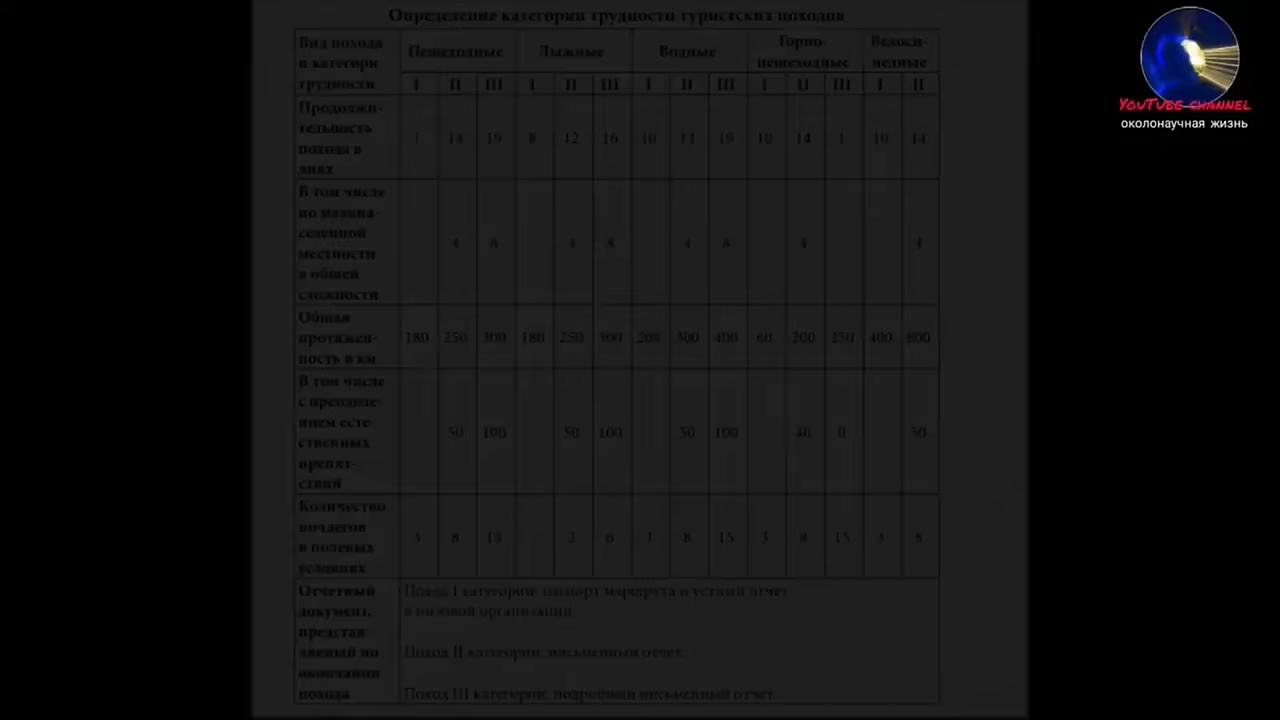 Определение категории трудности туристских походов
Вид похода Пешеходные Лыжные Водные Горно- Велоси-
и категории пешеходные педные
трудности I II III I II III I II III I II III I II
Продолжи-
тельность
похода в 14 19 8 12 16 10 19 10 14 10 14
днях
В том числе
по малона-
селенной
местности
в общей
сложности
Общая
протяжен- 180 250 300 180 250 300 200 300 400 60 200 250 400 800
ность в км
В том числе
с преодоле-
нием есте- 50 100 50 100 50 100 40 0 50
ственных
препят-
ствий
Количество
ночлегов
в полевых 3 8 2 6 8 15 3 8 15 3 8
условиях
Отчетный Поход I категории: паспорт маршрута и устный отчет
документ, в низовой организации
представ-
ляемый по Поход II категории: письменный отчет
окончании
похода Поход III категории: подробный письменный отчет
YouTube channel
околонаучная жизнь